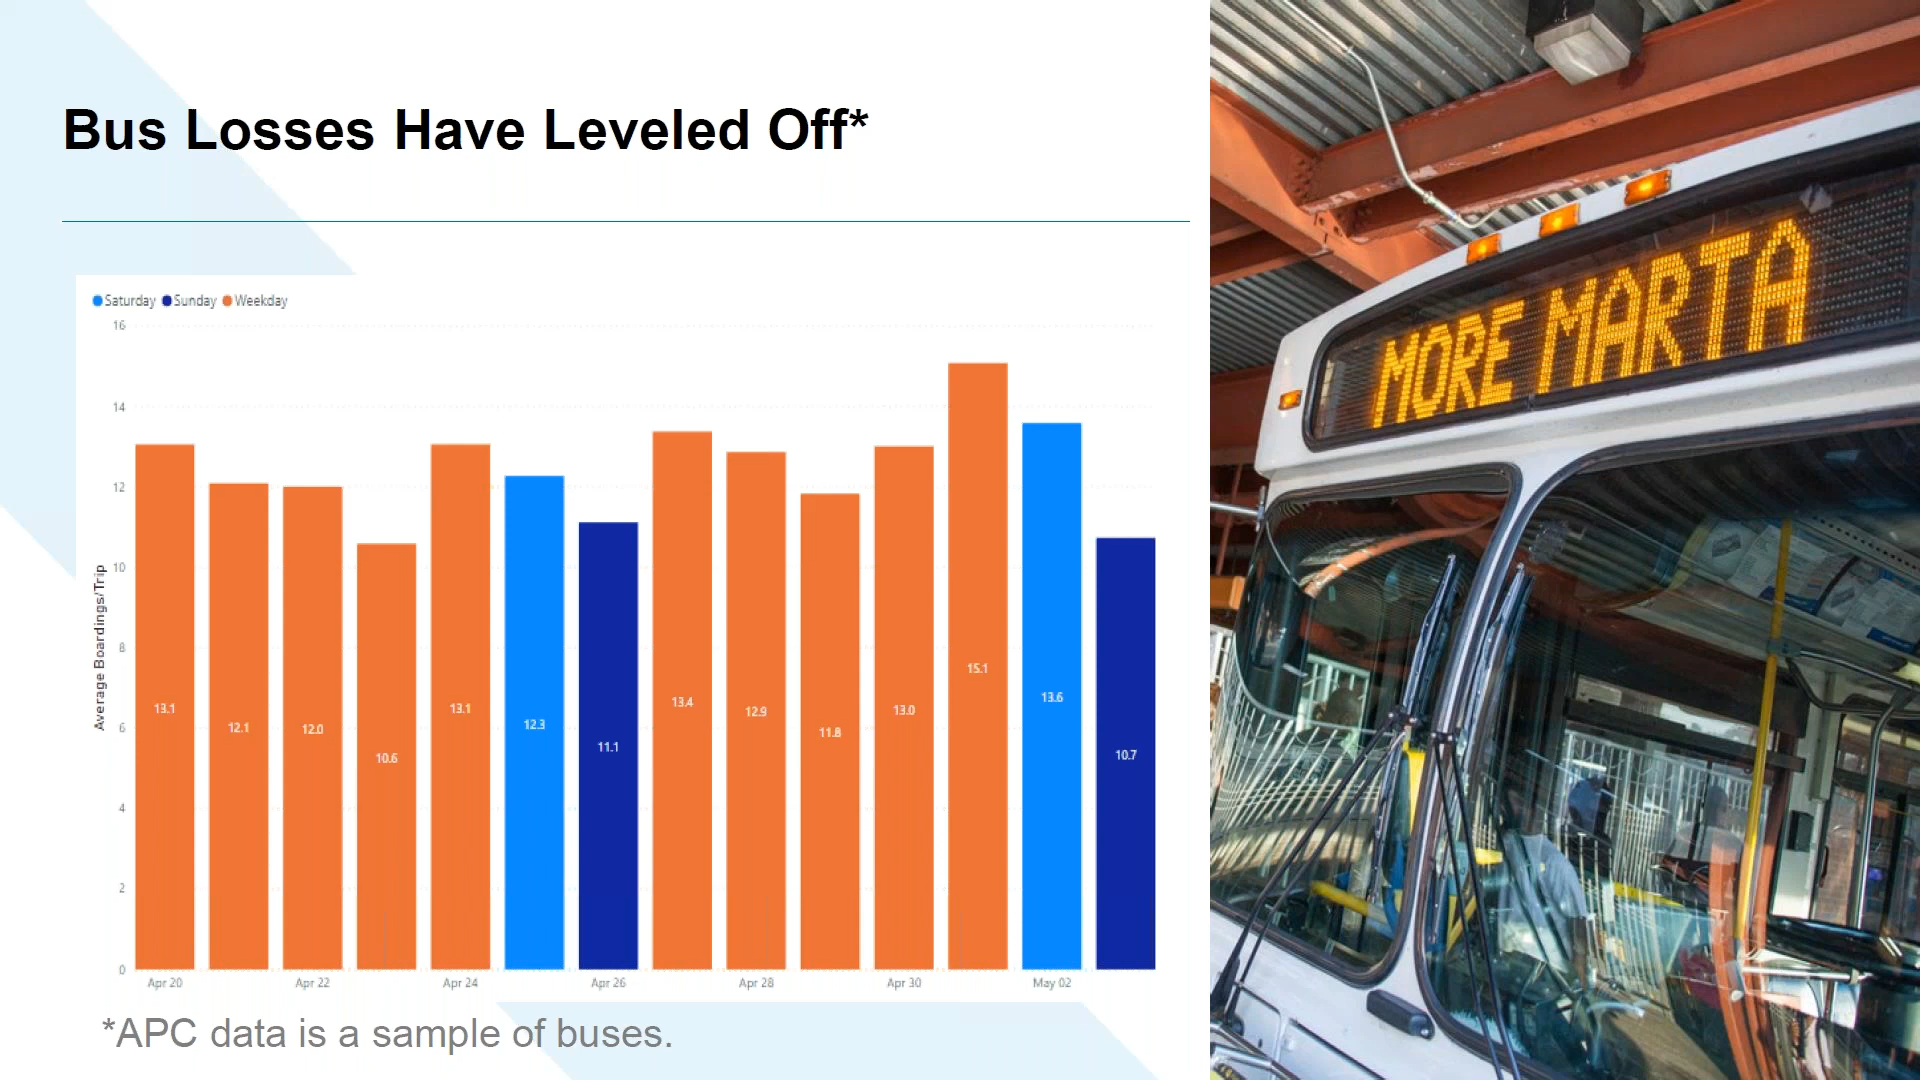 Bus Losses Have Leveled Off*
Saturday Sunday Weekday
Average Boardings/Trip
16
14
12
10
8
6
4
2
0
13.1
12.1
12.0
10.6
13.1
12.3
11.1
13.4
12.9
11.8
13.0
15.1
13.6
10.7
Apr 20
Apr 22
Apr 24
Apr 26
Apr 28
Apr 30
May 02
*APC data is a sample of buses.
MORE MARTA